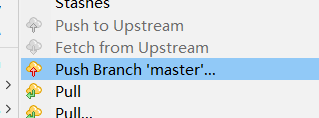 Stashes
Push to Upstream
Fetch from Upstream
Push Branch 'master'...
Pull
Pull...